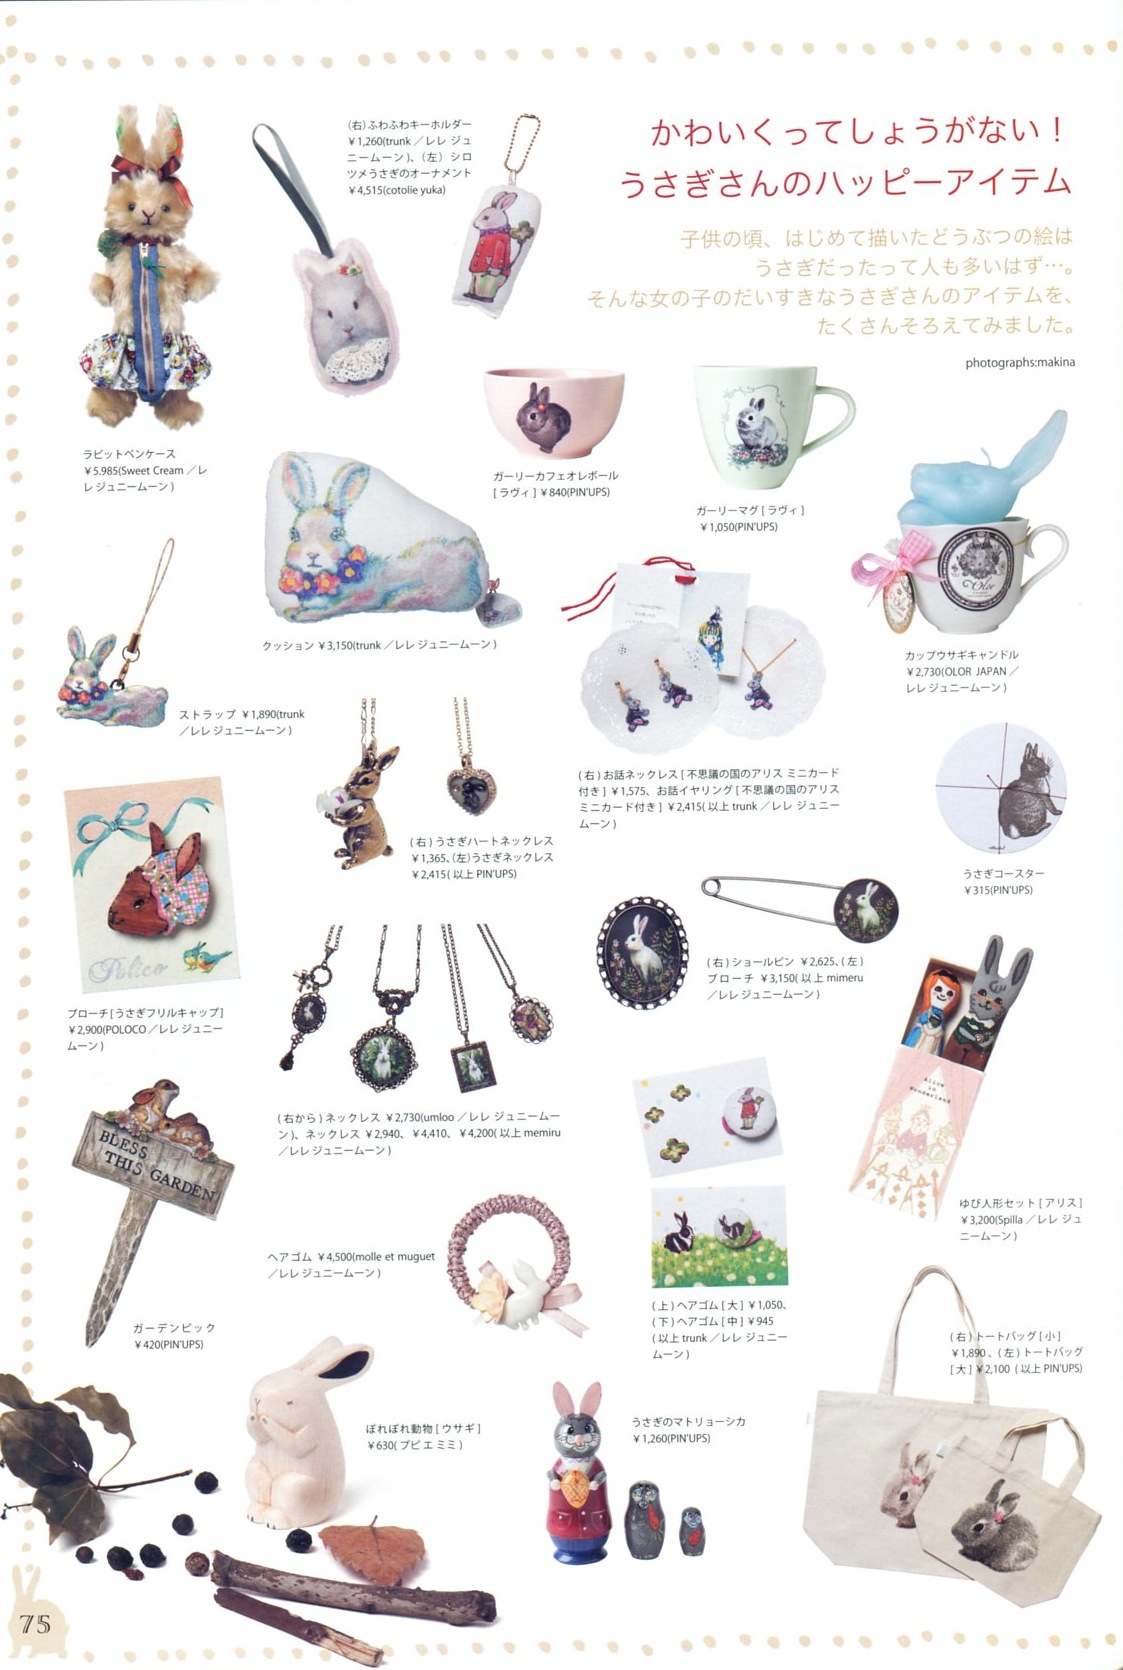 かわいくってしょうがない！
うさぎさんのハッピーアイテム
子供の頃、はじめて描いたどうぶつの絵は
うさぎだったって人も多いはず…。
そんな女の子のだいすきなうさぎさんのアイテムを、
たくさんそろえてみました。
photographs:makina
(右)ふわふわキーホルダー
￥1,260(trunk／レレ ジュ
ニームーン)、(左）シロ
ツメうさぎのオーナメント
￥4,515(cotolie yuka)
ラビットペンケース
￥5.985(Sweet Cream／レ
レ ジュニームーン)
ガーリーカフェオレボール
[ラヴィ]￥840(PIN'UPS)
ガーリーマグ[ラヴィ]
￥1,050(PIN'UPS)
Olor
カップウサギキャンドル
￥2,730(OLOR JAPAN／
レレ ジュニームーン)
クッション ￥3,150(trunk／レレ ジュニームーン)
ストラップ ￥1,890(trunk
／レレ ジュニームーン)
(右)お話ネックレス[不思議の国のアリス ミニカード
付き]￥1,575、お話イヤリング[不思議の国のアリス
ミニカード付き]￥2,415(以上 trunk／レレ ジュニー
ムーン)
(右)うさぎハートネックレス
￥1,365、(左)うさぎネックレス
￥2,415(以上 PIN'UPS)
うさぎコースター
￥315(PIN'UPS)
Polico
ブローチ[うさぎフリルキャップ]
￥2,900(POLOCO／レレ ジュニー
ムーン)
(右)ショールピン ￥2,625、(左)
ブローチ ￥3,150(以上 mimeru
／レレ ジュニームーン)
(右から)ネックレス ￥2,730(umloo／レレ ジュニームー
ン)、ネックレス ￥2,940、￥4,410、￥4,200(以上 memiru
／レレ ジュニームーン)
BLESS
THIS GARDEN
ガーデンピック
￥420(PIN'UPS)
Alice
in
Wonderland
ゆび人形セット[アリス]
￥3,200(Spilla／レレ ジュ
ニームーン)
ヘアゴム ￥4,500(molle et muguet
／レレ ジュニームーン)
(上)ヘアゴム[大]￥1,050、
(下)ヘアゴム[中]￥945
(以上 trunk／レレ ジュニー
ムーン)
(右)トートバッグ[小]
￥1,890、(左)トートバッグ
[大]￥2,100 (以上 PIN'UPS)
ぽれぽれ動物[ウサギ]
￥630(プピ エ ミミ)
うさぎのマトリョーシカ
￥1,260(PIN'UPS)
75